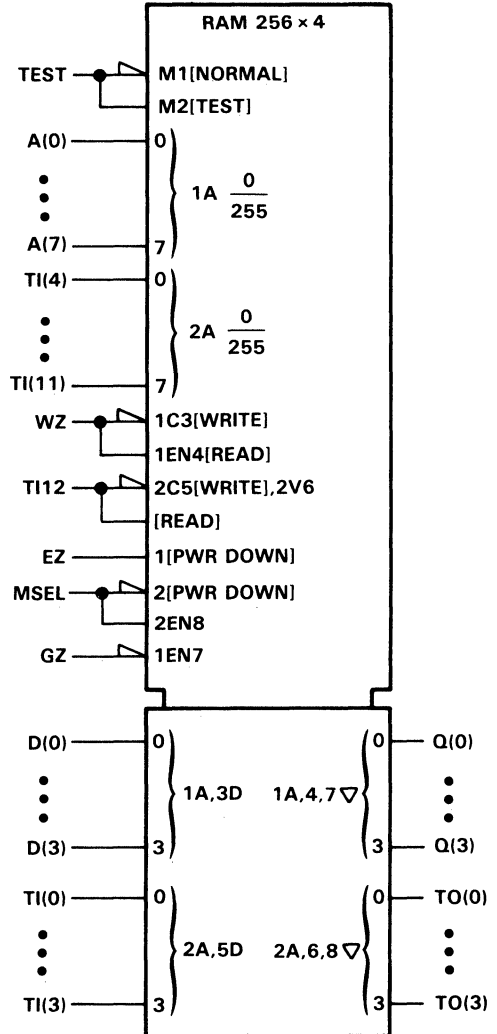 RAM 256 × 4
TEST M1[NORMAL]
M2[TEST]
A(0) 0
1A 0/255
A(7) 7
TI(4) 0
2A 0/255
TI(11) 7
WZ 1C3[WRITE]
1EN4[READ]
TI12 2C5[WRITE],2V6
[READ]
EZ 1[PWR DOWN]
MSEL 2[PWR DOWN]
2EN8
GZ 1EN7
D(0) 0 0 Q(0)
1A,3D 1A,4,7▽
D(3) 3 3 Q(3)
TI(0) 0 0 TO(0)
2A,5D 2A,6,8▽
TI(3) 3 3 TO(3)